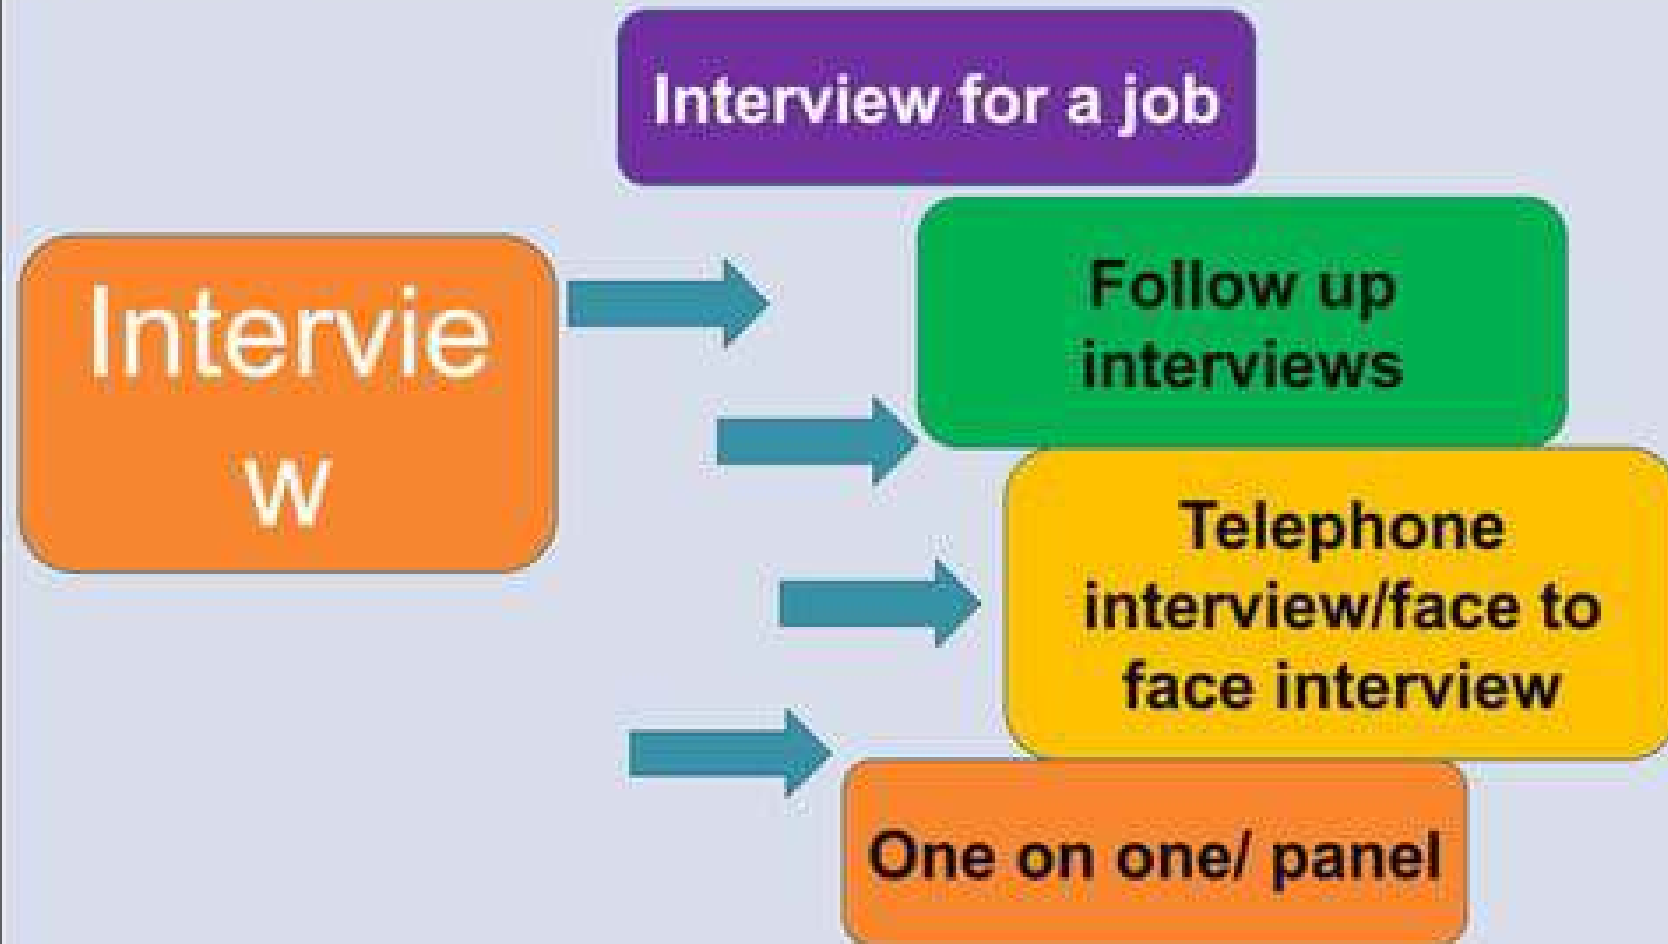 Interview for a job
Intervie
w
Follow up
interviews
Telephone
interview/face to
face interview
One on one/ panel